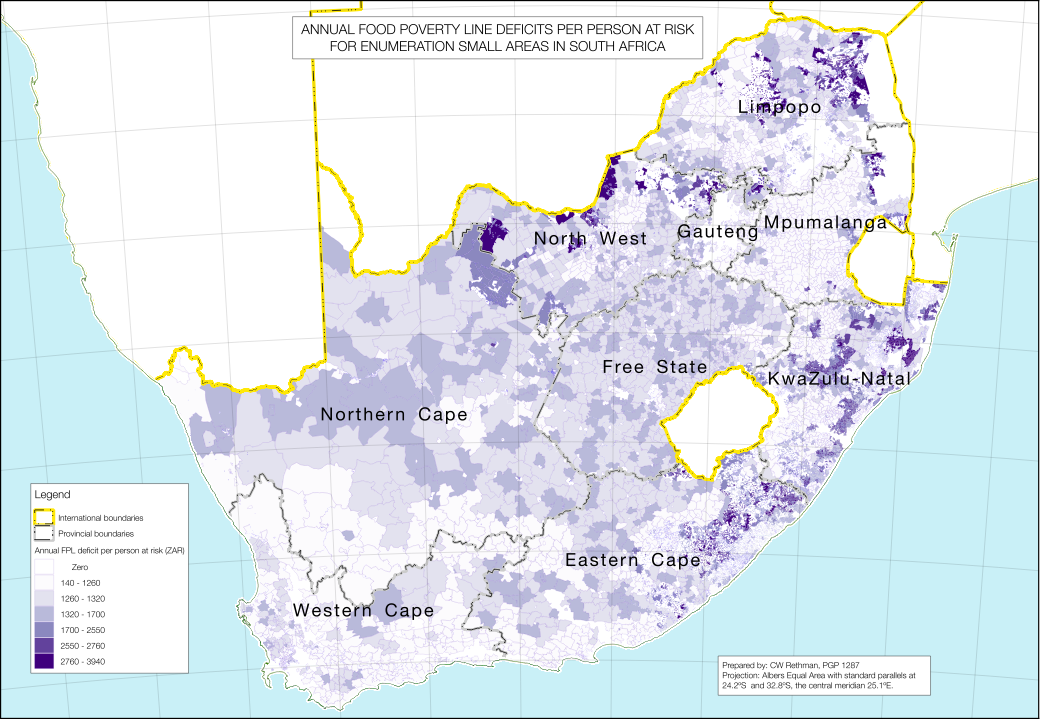 ANNUAL FOOD POVERTY LINE DEFICITS PER PERSON AT RISK
FOR ENUMERATION SMALL AREAS IN SOUTH AFRICA
Limpopo
Mpumalanga
Gauteng
North West
Free State
KwaZulu-Natal
Northern Cape
Eastern Cape
Western Cape
Legend
International boundaries
Provincial boundaries
Annual FPL deficit per person at risk (ZAR)
Zero
140 - 1260
1260 - 1320
1320 - 1700
1700 - 2550
2550 - 2760
2760 - 3940
Prepared by: CW Rethman, PGP 1287
Projection: Albers Equal Area with standard parallels at
24.2ºS and 32.8ºS, the central meridian 25.1ºE.